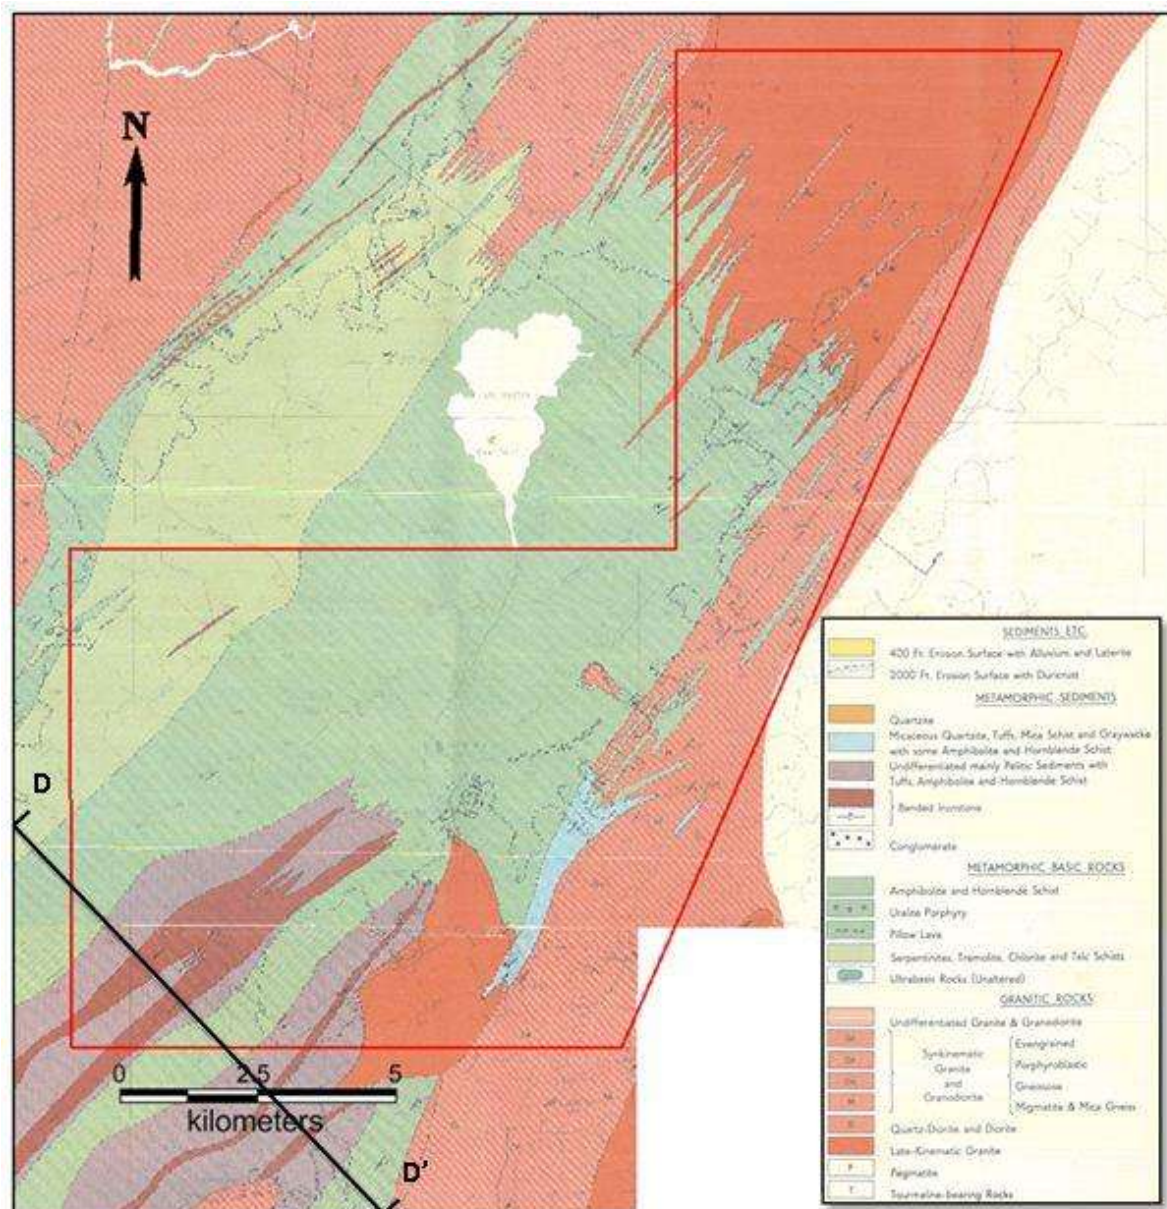 N
D
0 2.5 5
kilometers
D'
SEDIMENTS ETC.
400 Ft. Erosion Surface with Alluvium and Laterite
2000 Ft. Erosion Surface with Duricrust
METAMORPHIC SEDIMENTS
Quartzite
Micaceous Quartzite, Tuffs, Mica Schist and Graywacke
with some Amphibolite and Hornblende Schist
Undifferentiated mainly Pelitic Sediments with
Tuffs, Amphibolite and Hornblende Schist
Banded Ironstone
Conglomerate
METAMORPHIC BASIC ROCKS
Amphibolite and Hornblende Schist
Uralite Porphyry
Pillow Lava
Serpentinites, Tremolite, Chlorite and Talc Schists
Ultrabasic Rocks (Unaltered)
GRANITIC ROCKS
Undifferentiated Granite & Granodiorite
Synkinematic
Granite
and
Granodiorite
Evengrained
Porphyroblastic
Gneissose
Migmatite & Mica Gneiss
Quartz-Diorite and Diorite
Late-Kinematic Granite
P Pegmatite
T Tourmaline-bearing Rocks